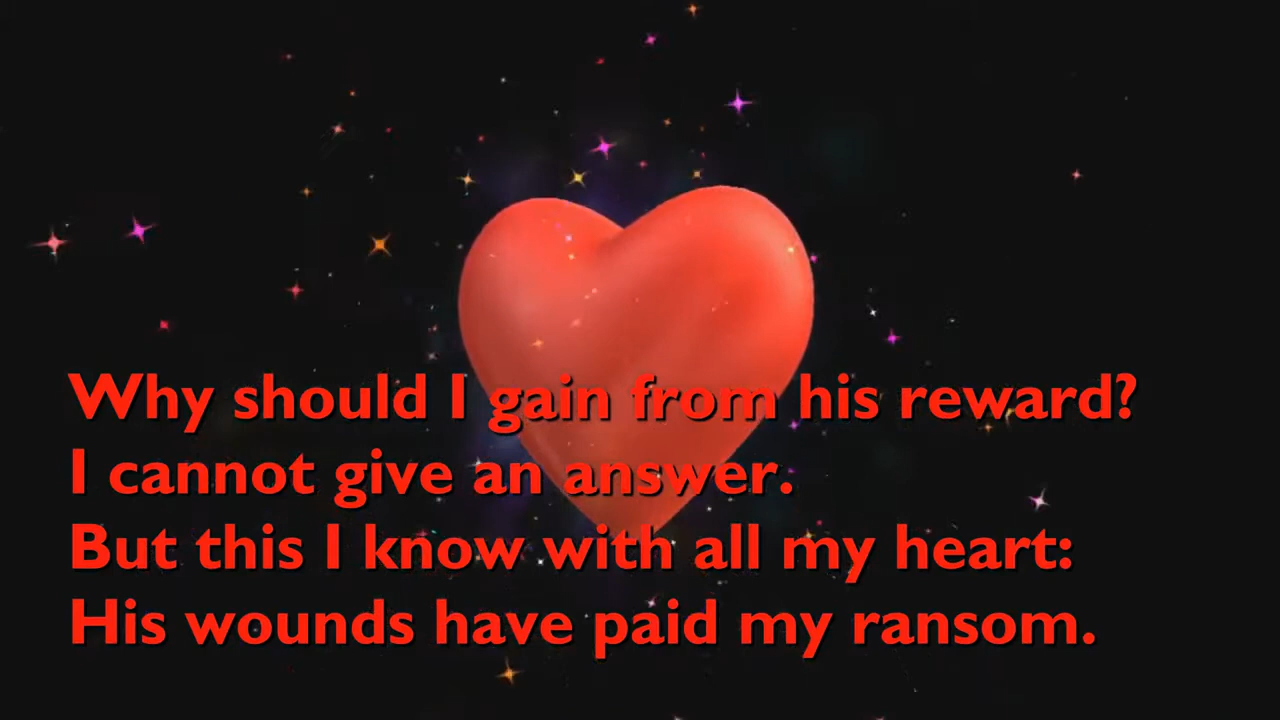 Why should I gain from his reward?
I cannot give an answer.
But this I know with all my heart:
His wounds have paid my ransom.